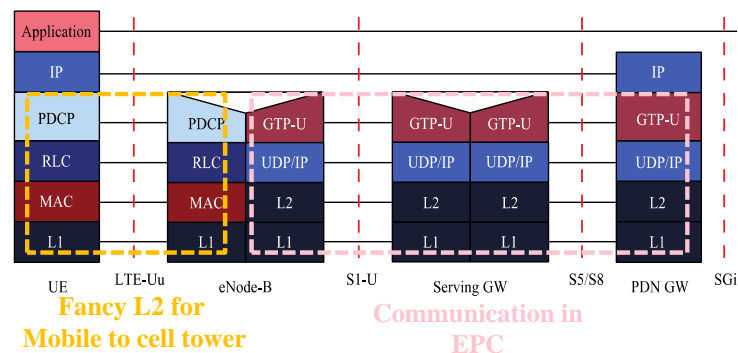 Application
IP IP
PDCP PDCP GTP-U GTP-U GTP-U GTP-U
RLC RLC UDP/IP UDP/IP UDP/IP UDP/IP
MAC MAC L2 L2 L2 L2
L1 L1 L1 L1 L1 L1
UE LTE-Uu eNode-B S1-U Serving GW S5/S8 PDN GW SGi
Fancy L2 for
Mobile to cell tower
Communication in
EPC